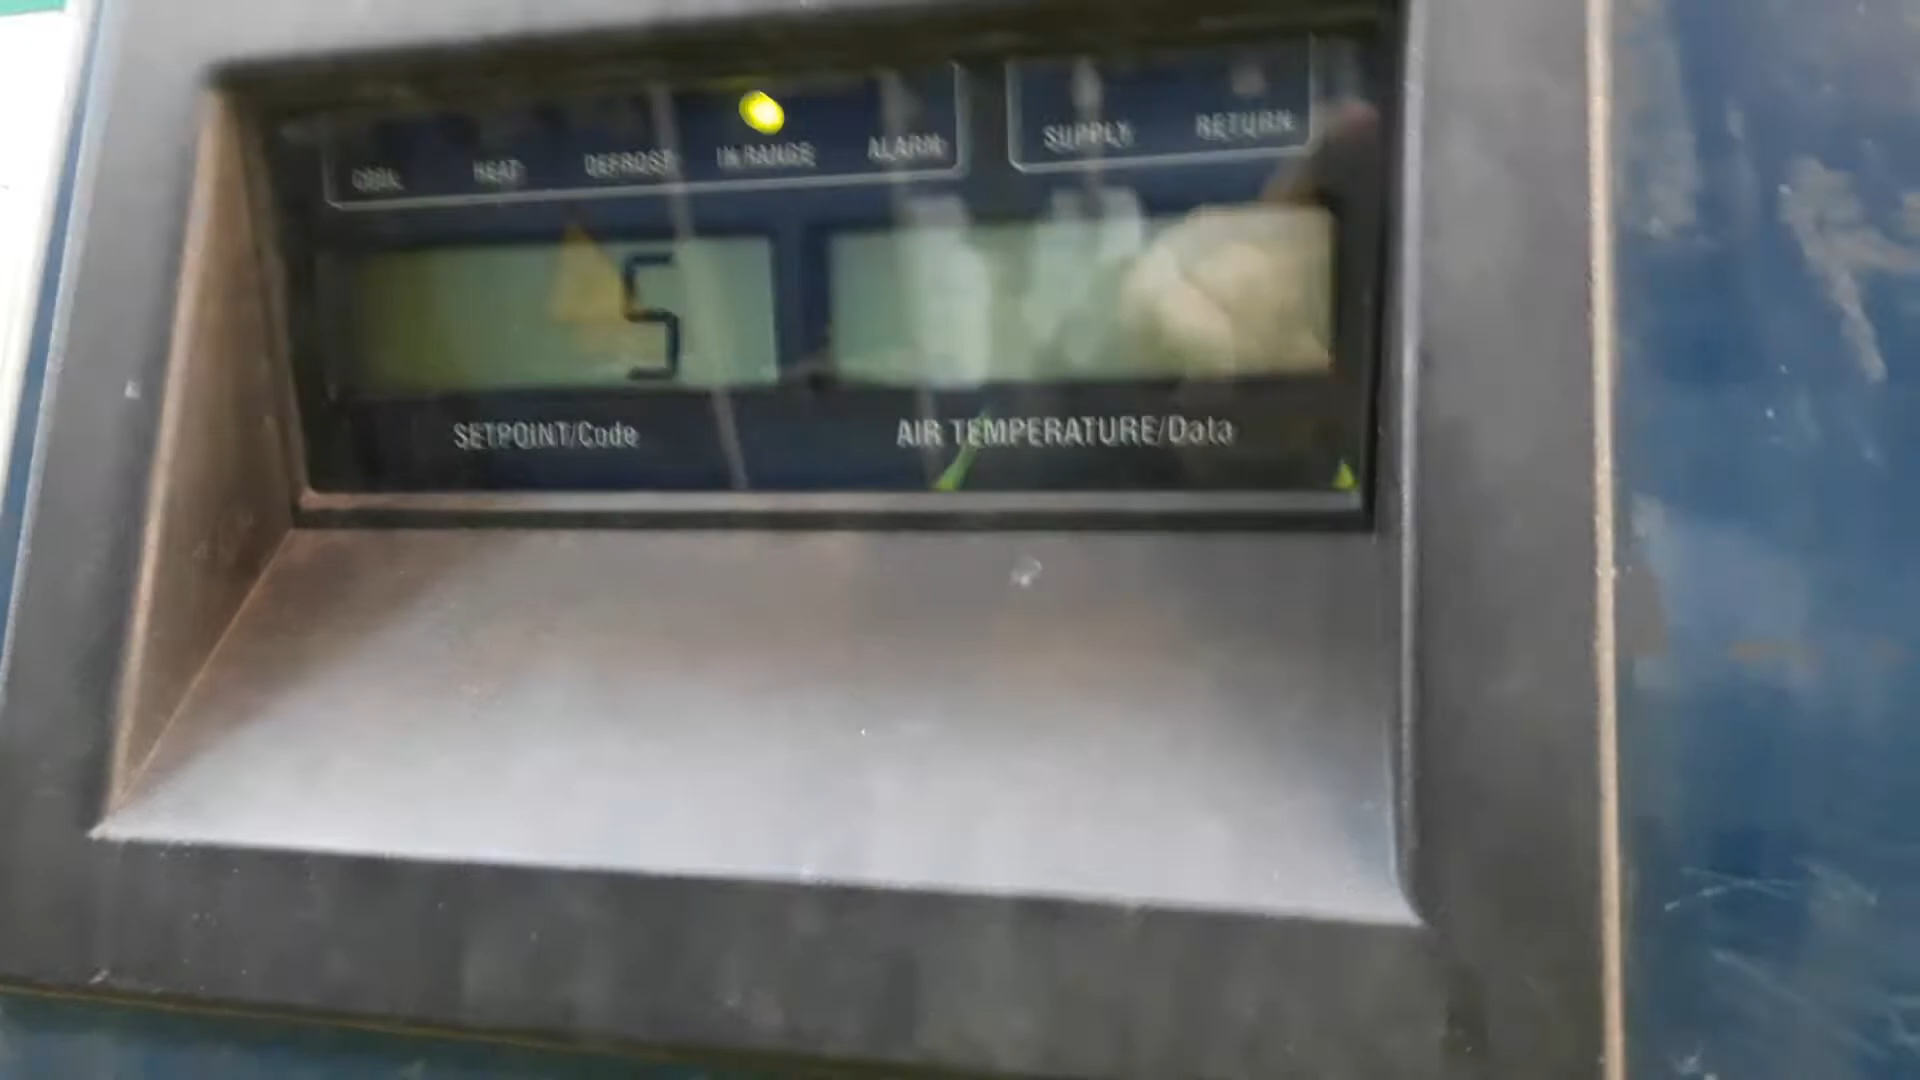 COOL HEAT DEFROST IN RANGE ALARM SUPPLY RETURN
5
SETPOINT/Code AIR TEMPERATURE/Data